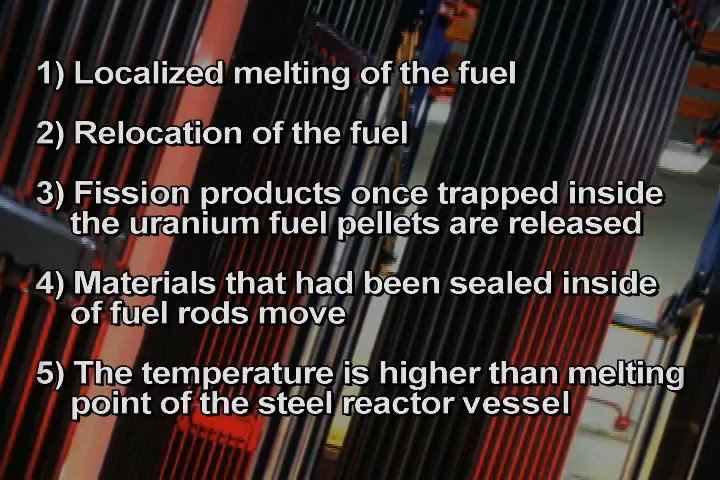 1) Localized melting of the fuel
2) Relocation of the fuel
3) Fission products once trapped inside
the uranium fuel pellets are released
4) Materials that had been sealed inside
of fuel rods move
5) The temperature is higher than melting
point of the steel reactor vessel